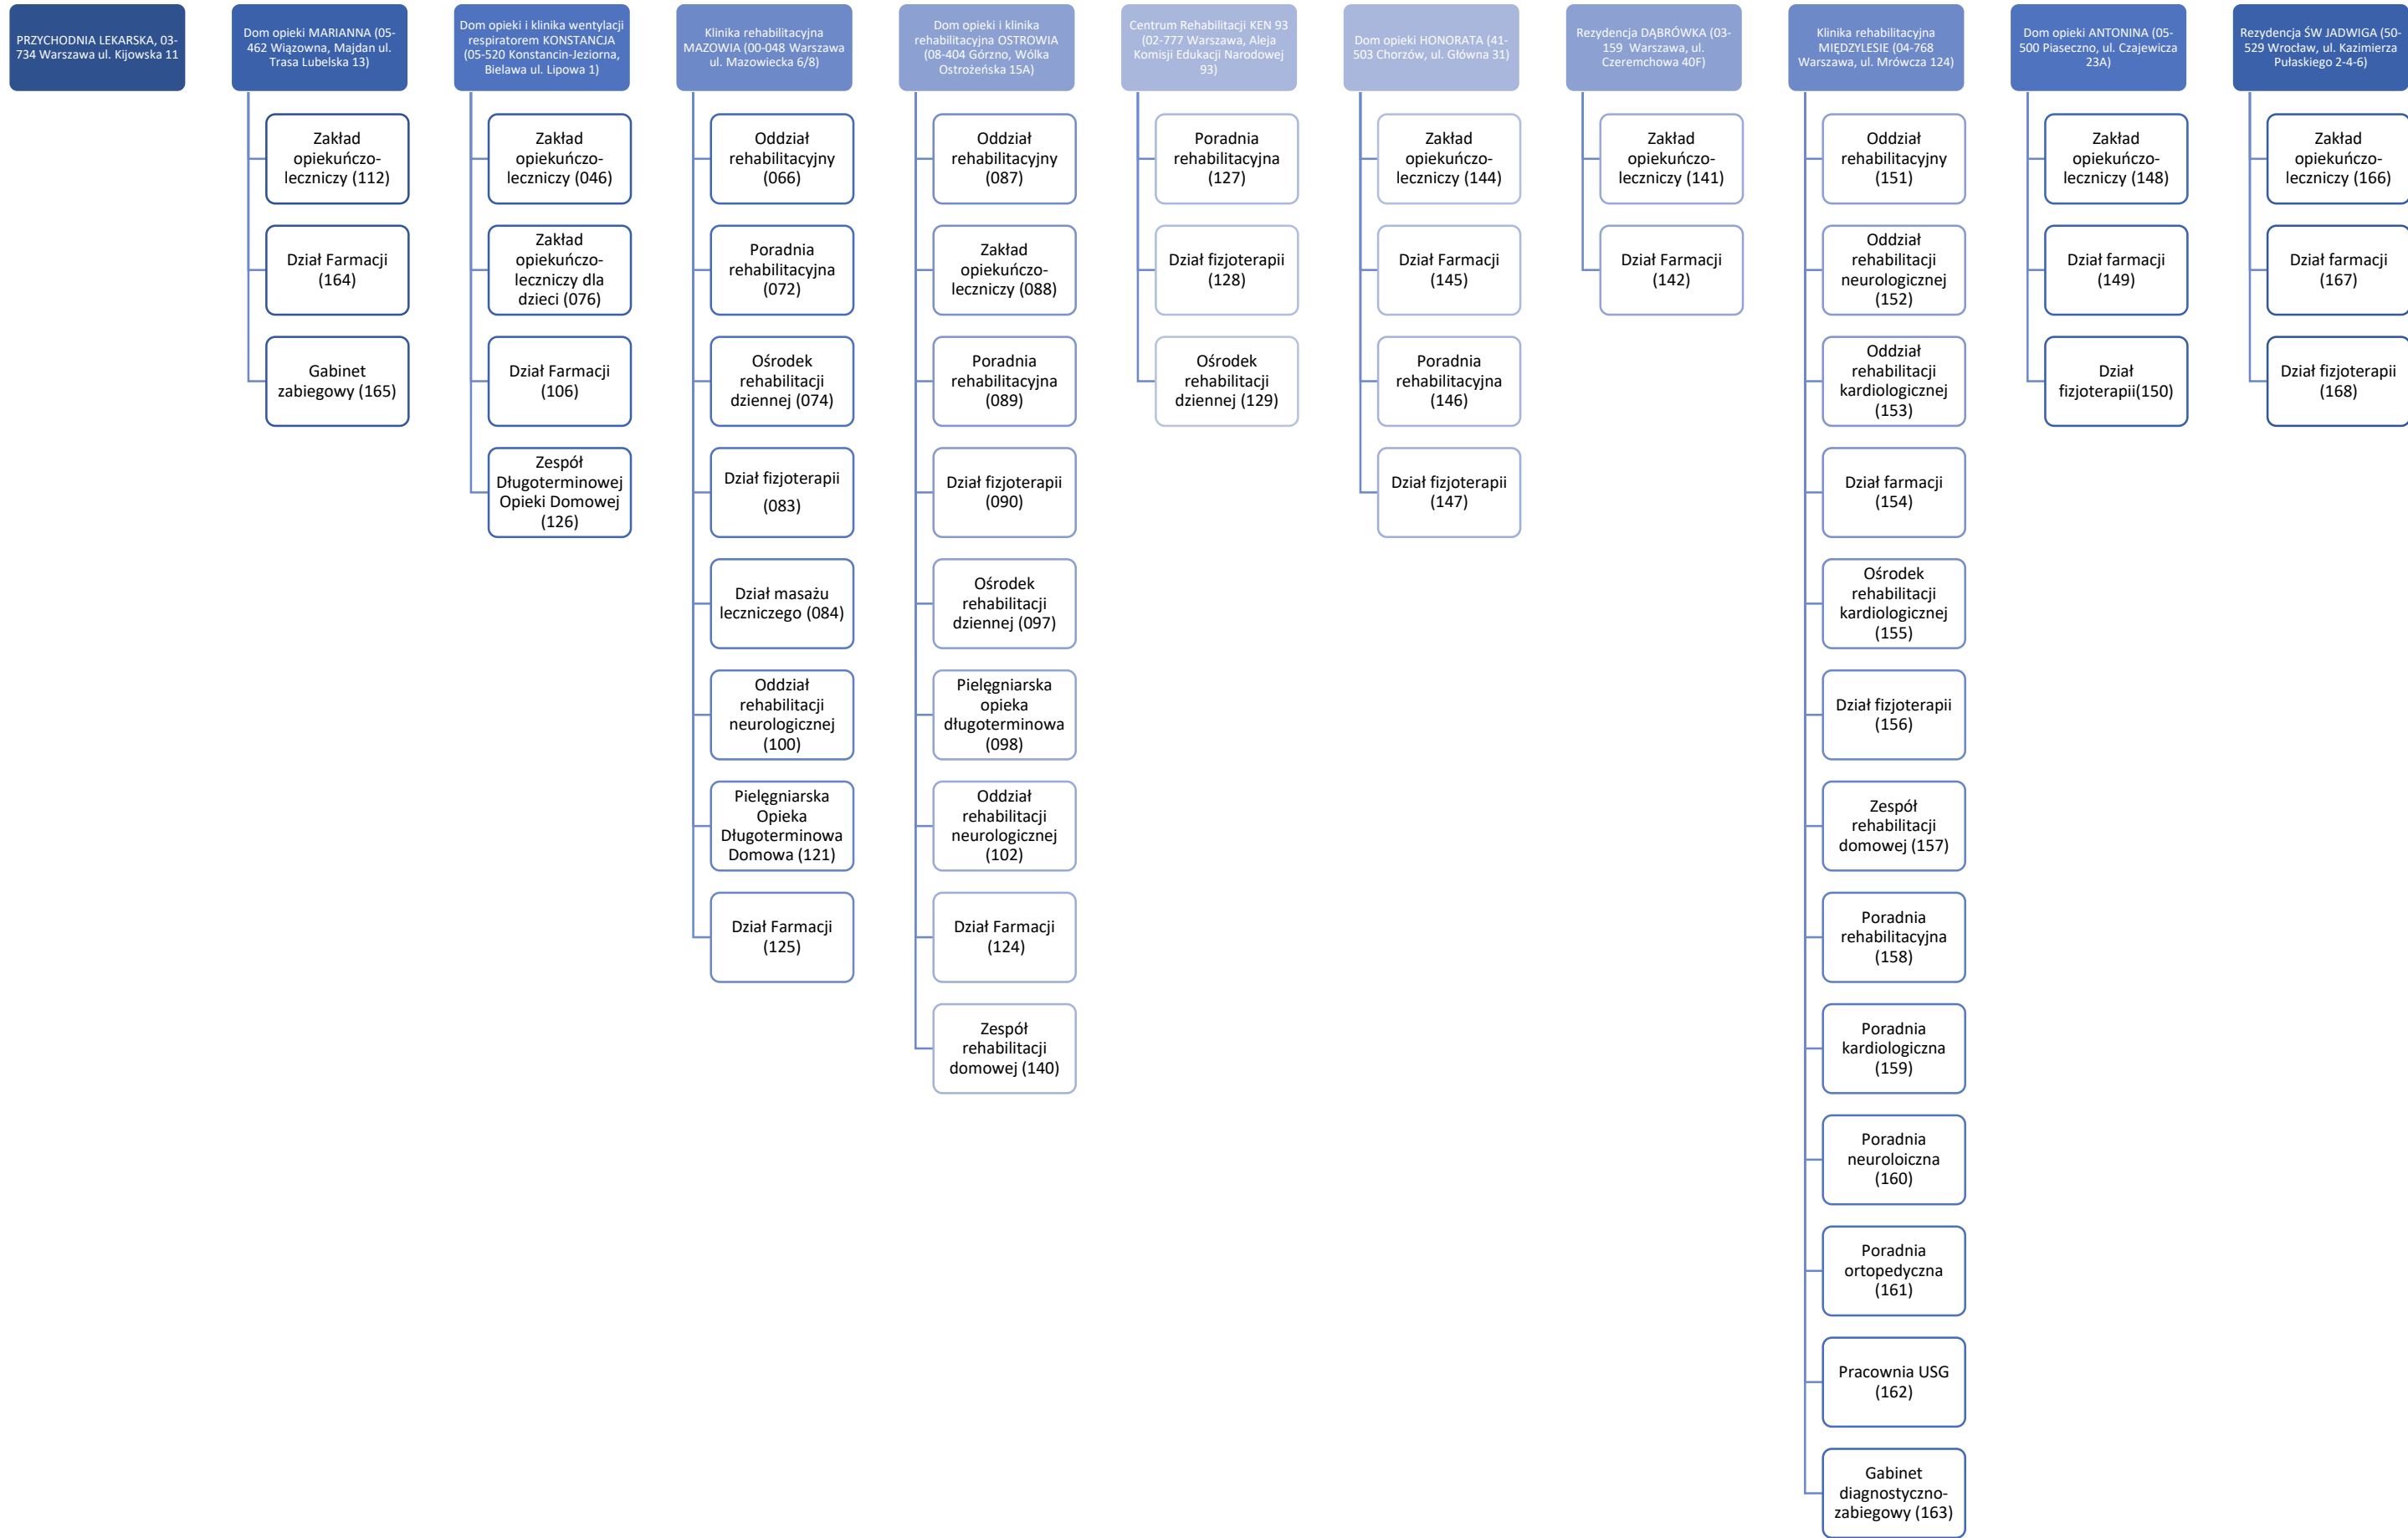 PRZYCHODNIA LEKARSKA, 03-
734 Warszawa ul. Kijowska 11
Dom opieki MARIANNA (05-
462 Wiązowna, Majdan ul.
Trasa Lubelska 13)
Zakład
opiekuńczo-
leczniczy (112)
Dział Farmacji
(164)
Gabinet
zabiegowy (165)
Dom opieki i klinika wentylacji
respiratorem KONSTANCJA
(05-520 Konstancin-Jeziorna,
Bielawa ul. Lipowa 1)
Zakład
opiekuńczo-
leczniczy (046)
Zakład
opiekuńczo-
leczniczy dla
dzieci (076)
Dział Farmacji
(106)
Zespół
Długoterminowej
Opieki Domowej
(126)
Klinika rehabilitacyjna
MAZOWIA (00-048 Warszawa
ul. Mazowiecka 6/8)
Oddział
rehabilitacyjny
(066)
Poradnia
rehabilitacyjna
(072)
Ośrodek
rehabilitacji
dziennej (074)
Dział fizjoterapii
(083)
Dział masażu
leczniczego (084)
Oddział
rehabilitacji
neurologicznej
(100)
Pielęgniarska
Opieka
Długoterminowa
Domowa (121)
Dział Farmacji
(125)
Dom opieki i klinika
rehabilitacyjna OSTROWIA
(08-404 Górzno, Wólka
Ostrożeńska 15A)
Oddział
rehabilitacyjny
(087)
Zakład
opiekuńczo-
leczniczy (088)
Poradnia
rehabilitacyjna
(089)
Dział fizjoterapii
(090)
Ośrodek
rehabilitacji
dziennej (097)
Pielęgniarska
opieka
długoterminowa
(098)
Oddział
rehabilitacji
neurologicznej
(102)
Dział Farmacji
(124)
Zespół
rehabilitacji
domowej (140)
Centrum Rehabilitacji KEN 93
(02-777 Warszawa, Aleja
Komisji Edukacji Narodowej
93)
Poradnia
rehabilitacyjna
(127)
Dział fizjoterapii
(128)
Ośrodek
rehabilitacji
dziennej (129)
Dom opieki HONORATA (41-
503 Chorzów, ul. Główna 31)
Zakład
opiekuńczo-
leczniczy (144)
Dział Farmacji
(145)
Poradnia
rehabilitacyjna
(146)
Dział fizjoterapii
(147)
Rezydencja DĄBRÓWKA (03-
159 Warszawa, ul.
Czeremchowa 40F)
Zakład
opiekuńczo-
leczniczy (141)
Dział Farmacji
(142)
Klinika rehabilitacyjna
MIĘDZYLESIE (04-768
Warszawa, ul. Mrówcza 124)
Oddział
rehabilitacyjny
(151)
Oddział
rehabilitacji
neurologicznej
(152)
Oddział
rehabilitacji
kardiologicznej
(153)
Dział farmacji
(154)
Ośrodek
rehabilitacji
kardiologicznej
(155)
Dział fizjoterapii
(156)
Zespół
rehabilitacji
domowej (157)
Poradnia
rehabilitacyjna
(158)
Poradnia
kardiologiczna
(159)
Poradnia
neuroloiczna
(160)
Poradnia
ortopedyczna
(161)
Pracownia USG
(162)
Gabinet
diagnostyczno-
zabiegowy (163)
Dom opieki ANTONINA (05-
500 Piaseczno, ul. Czajewicza
23A)
Zakład
opiekuńczo-
leczniczy (148)
Dział farmacji
(149)
Dział
fizjoterapii(150)
Rezydencja ŚW JADWIGA (50-
529 Wrocław, ul. Kazimierza
Pułaskiego 2-4-6)
Zakład
opiekuńczo-
leczniczy (166)
Dział farmacji
(167)
Dział fizjoterapii
(168)